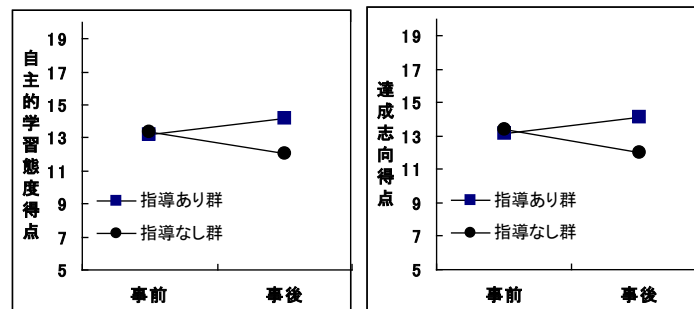 自主的学習態度得点
19
17
15
13
11
9
7
5
指導あり群
指導なし群
事前
事後
達成志向得点
19
17
15
13
11
9
7
5
指導あり群
指導なし群
事前
事後